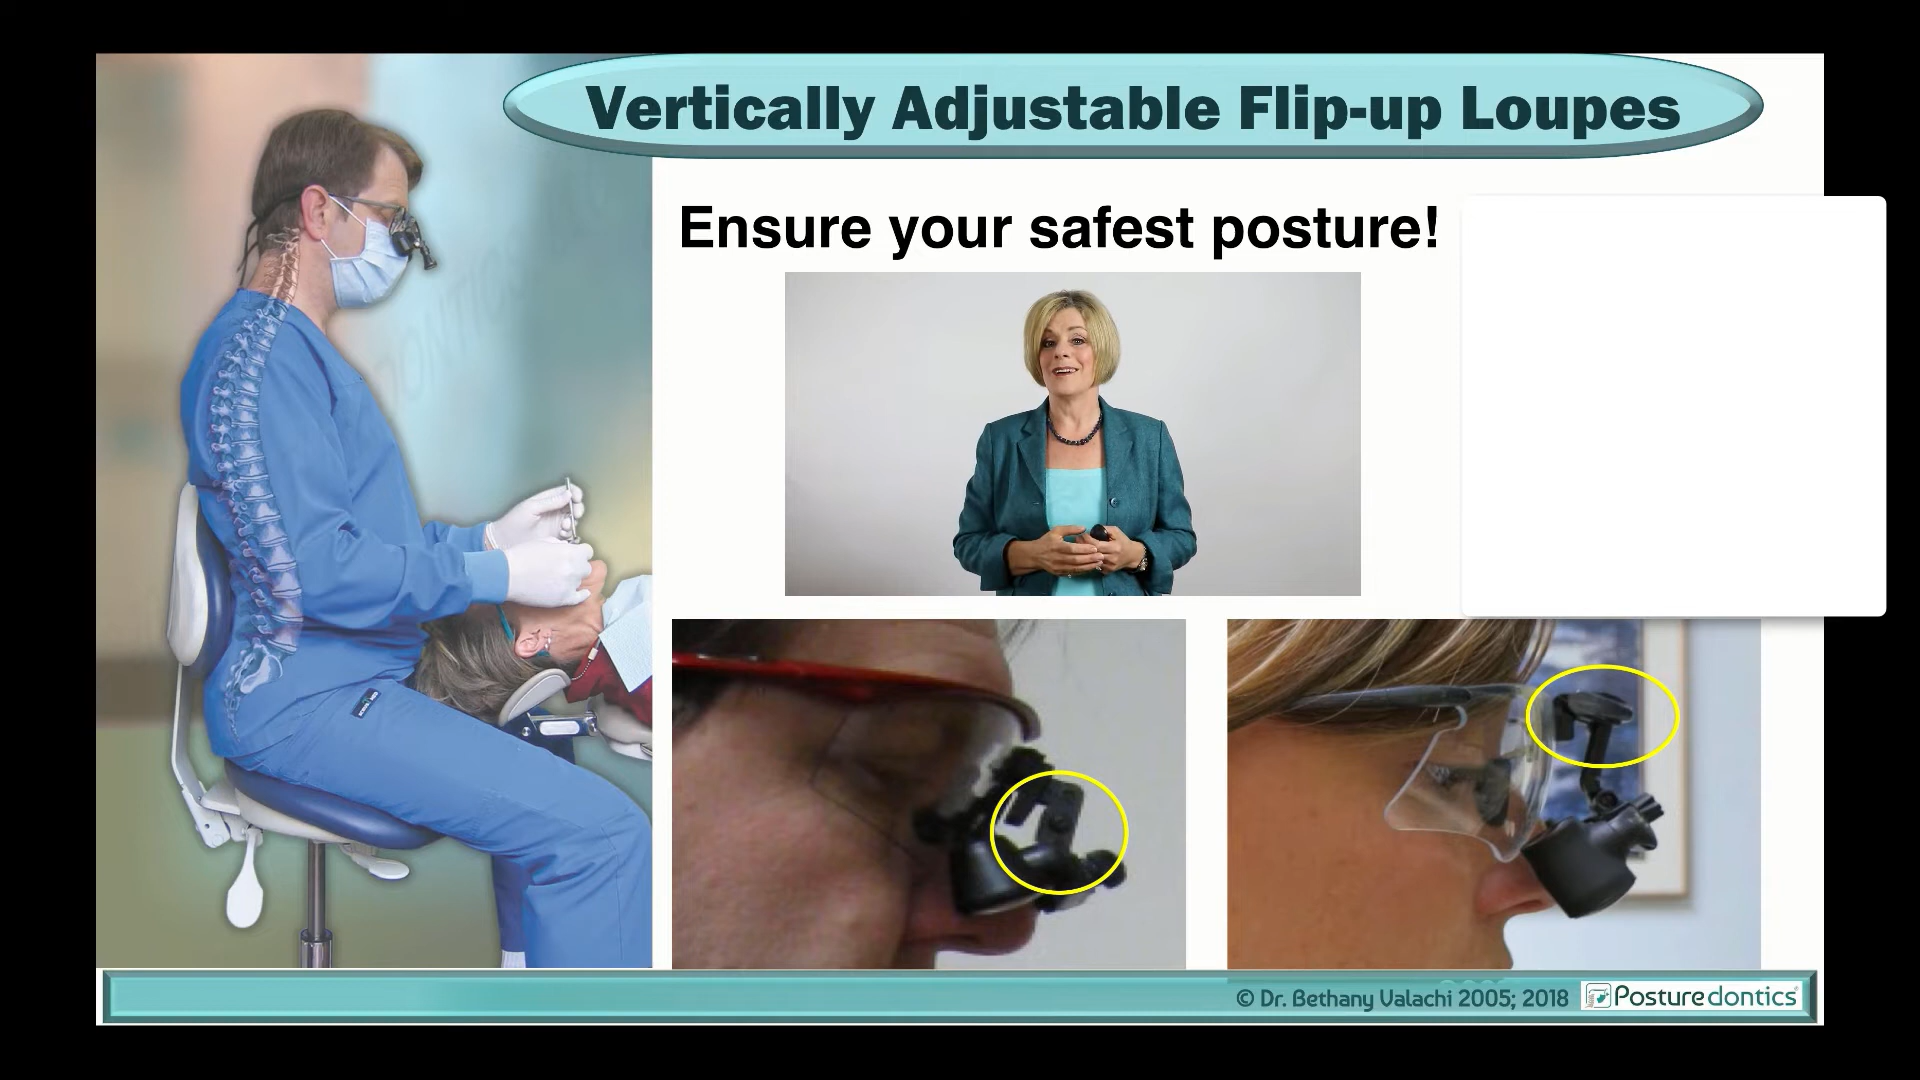 Vertically Adjustable Flip-up Loupes
Ensure your safest posture!
© Dr. Bethany Valachi 2005; 2018 Posturedontics